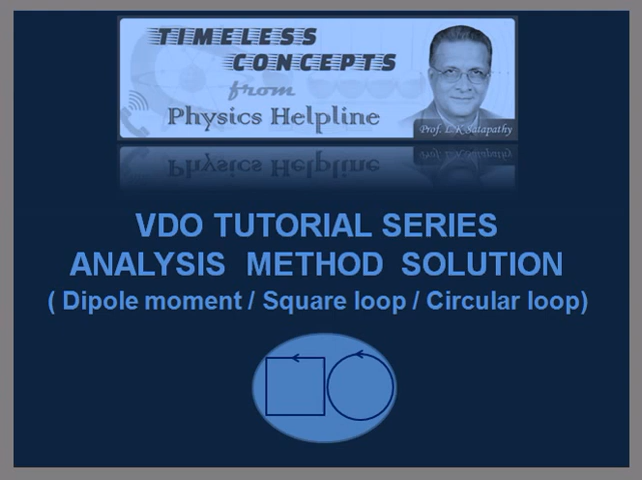 TIMELESS
CONCEPTS
from
Physics Helpline
Prof. L. K Satapathy
VDO TUTORIAL SERIES
ANALYSIS METHOD SOLUTION
( Dipole moment / Square loop / Circular loop)